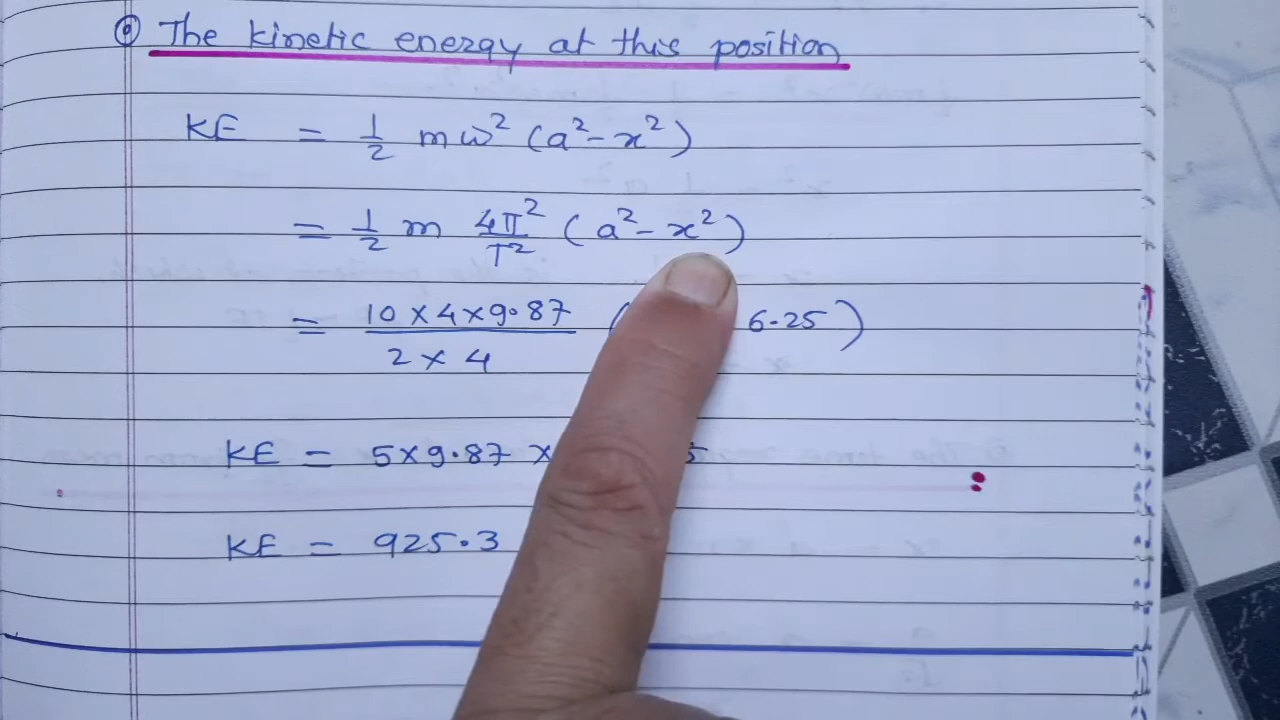 The kinetic energy at this position
KE = 1/2 mω² (a² - x²)
= 1/2 m 4π²/T² (a² - x²)
= 10 × 4 × 9.87 / 2 × 4 ( 6.25 )
KE = 5 × 9.87 × 5
KE = 925.3